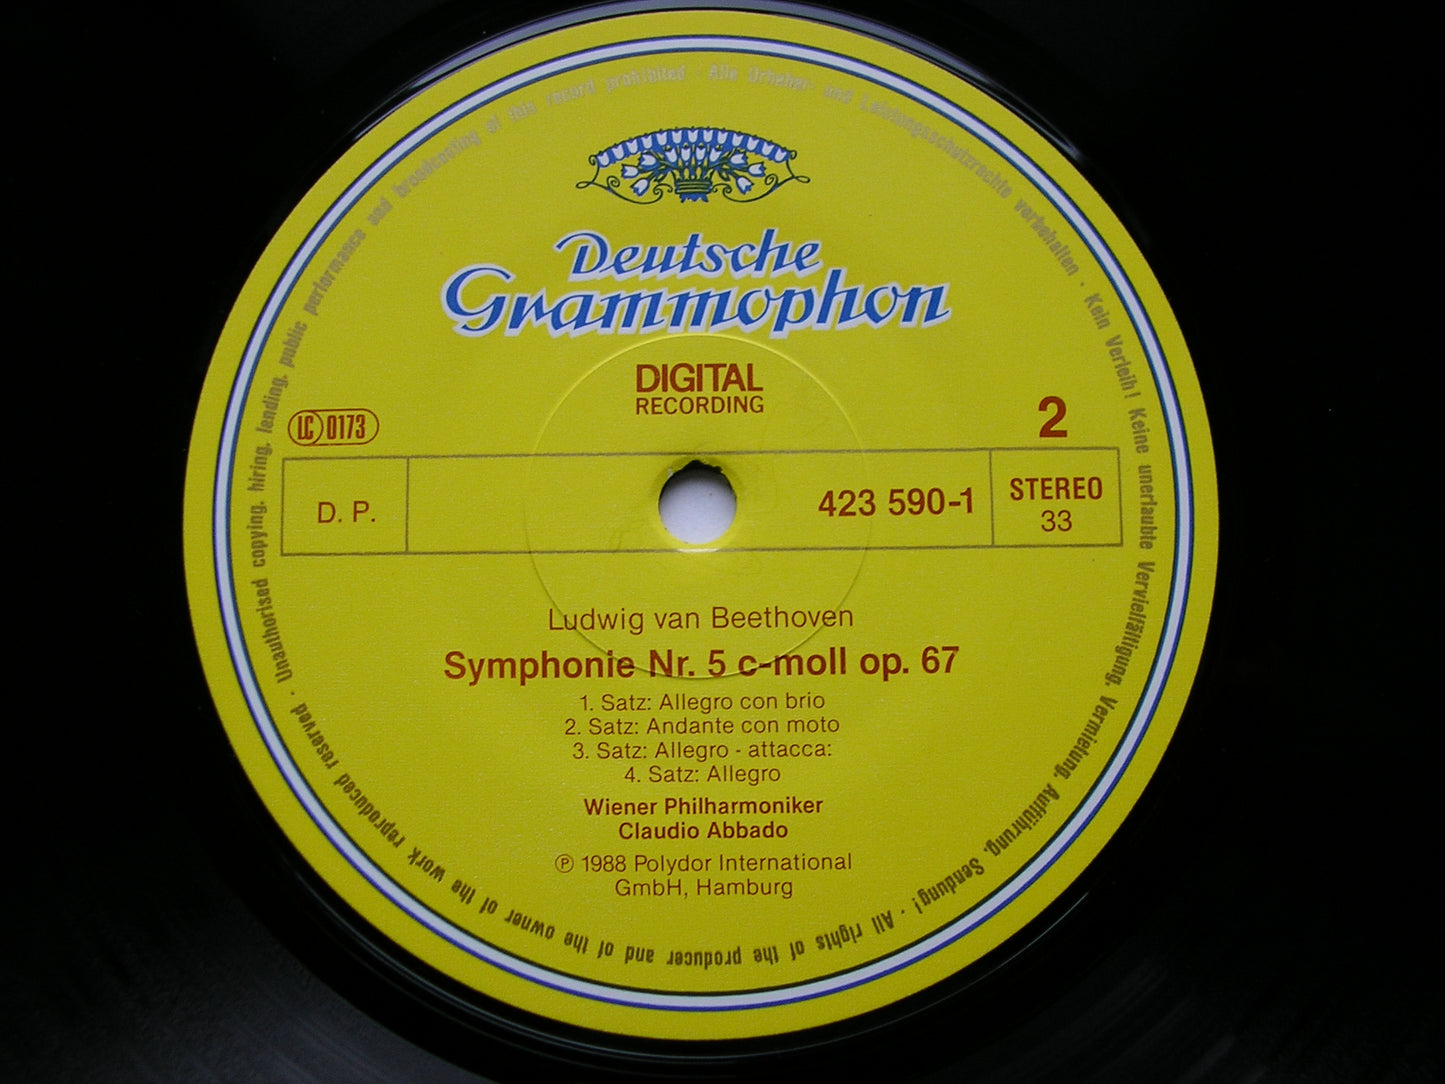 Deutsche
Grammophon
DIGITAL
RECORDING
LC 0173
2
D. P.
423 590-1
STEREO
33
Ludwig van Beethoven
Symphonie Nr. 5 c-moll op. 67
1. Satz: Allegro con brio
2. Satz: Andante con moto
3. Satz: Allegro - attacca:
4. Satz: Allegro
Wiener Philharmoniker
Claudio Abbado
℗ 1988 Polydor International
GmbH, Hamburg
Alle Urheber- und Leistungsschutzrechte vorbehalten · Kein Verleih! Keine unerlaubte Vervielfältigung, Vermietung, Aufführung, Sendung! · All rights of the producer and of the owner of the work reproduced reserved · Unauthorised copying, hiring, lending, public performance and broadcasting of this record prohibited ·